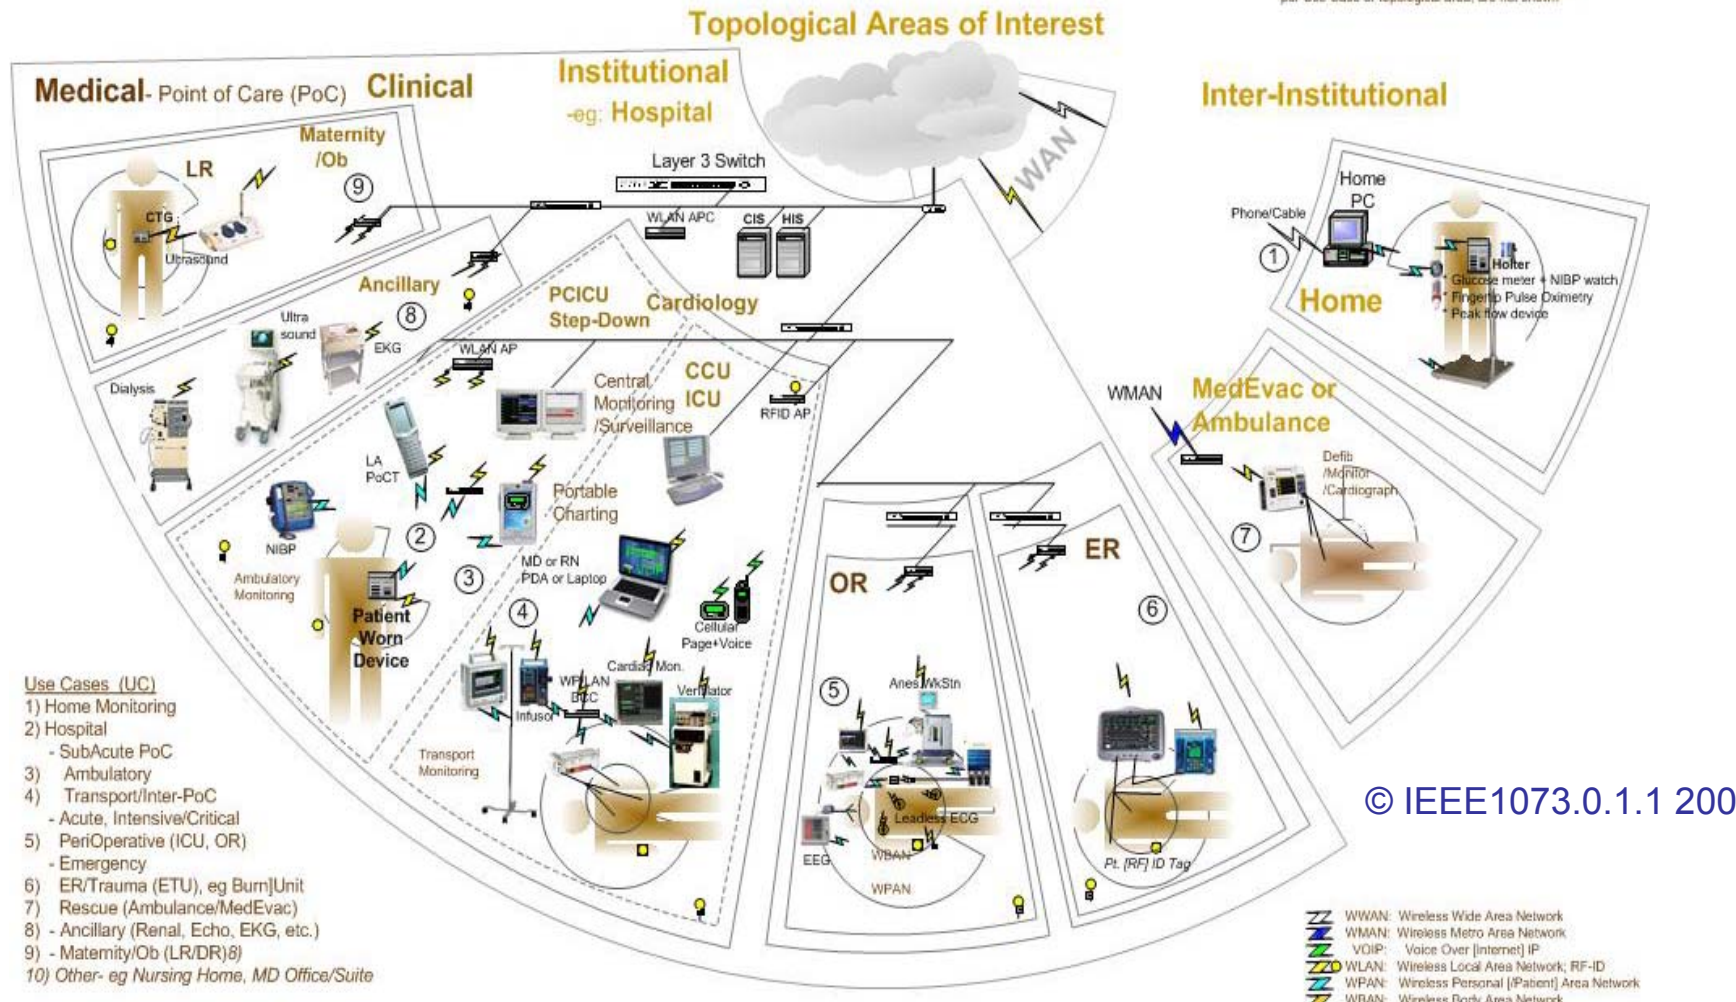 Topological Areas of Interest
Medical- Point of Care (PoC)
Clinical
Institutional
-eg: Hospital
Inter-Institutional
WAN
Maternity
/Ob
LR
9
CTG
Ultrasound
Layer 3 Switch
WLAN APC
CIS
HIS
Ancillary
8
Ultra
sound
EKG
Dialysis
PCICU
Step-Down
Cardiology
WLAN AP
Central
Monitoring
/Surveillance
CCU
ICU
RFID AP
LA
PoCT
Portable
Charting
NIBP
2
Ambulatory
Monitoring
Patient
Worn
Device
3
MD or RN
PDA or Laptop
4
Cellular
Page+Voice
Infusor
Cardiac Mon.
Ventilator
Transport
Monitoring
OR
5
Anes.WkStn
EEG
Leadless ECG
WBAN
WPAN
ER
6
Pt. [RF] ID Tag
Home
PC
Phone/Cable
1
Home
Holter
* Glucose meter + NIBP watch
* Fingertip Pulse Oximetry
* Peak flow device
WMAN
MedEvac or
Ambulance
Defib
/Monitor
/Cardiograph
7
Use Cases (UC)
1) Home Monitoring
2) Hospital
- SubAcute PoC
3) Ambulatory
4) Transport/Inter-PoC
- Acute, Intensive/Critical
5) PeriOperative (ICU, OR)
- Emergency
6) ER/Trauma (ETU), eg Burn]Unit
7) Rescue (Ambulance/MedEvac)
8) - Ancillary (Renal, Echo, EKG, etc.)
9) - Maternity/Ob (LR/DR)8)
10) Other- eg Nursing Home, MD Office/Suite
© IEEE1073.0.1.1 200
WWAN: Wireless Wide Area Network
WMAN: Wireless Metro Area Network
VOIP: Voice Over [Internet] IP
WLAN: Wireless Local Area Network; RF-ID
WPAN: Wireless Personal [/Patient] Area Network
WBAN: Wireless Body Area Network